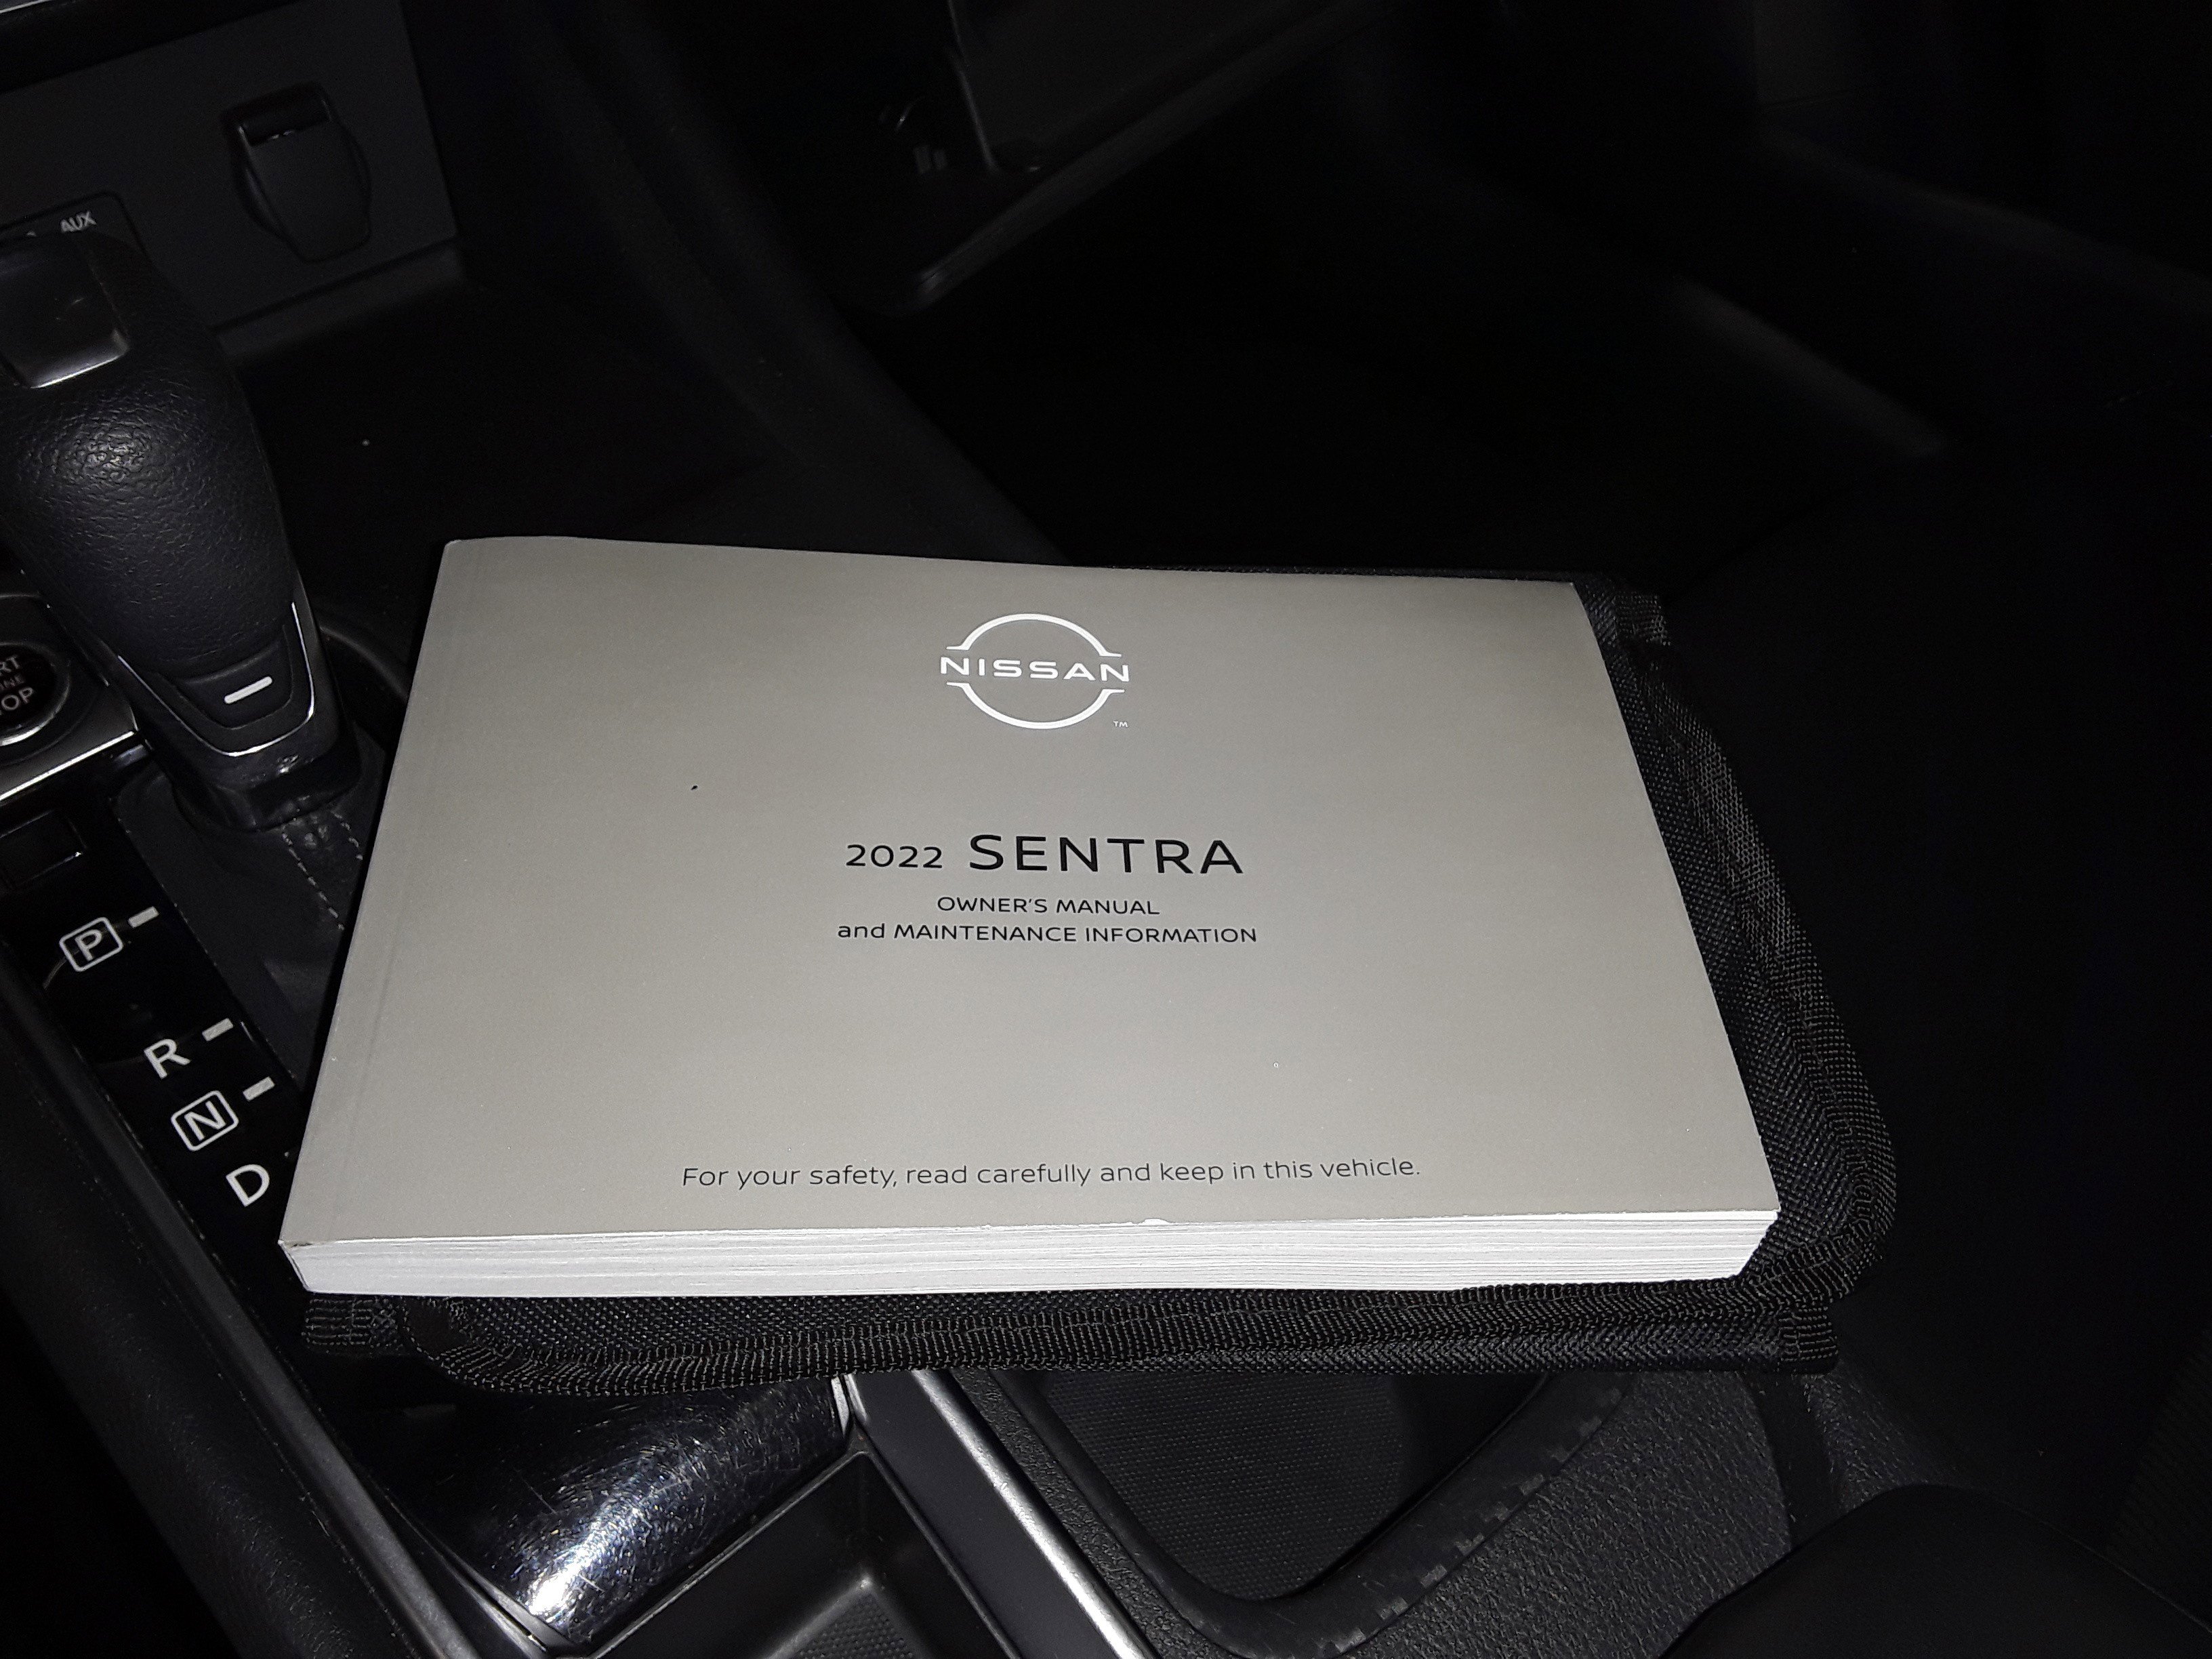 AUX
NISSAN
TM
2022 SENTRA
OWNER'S MANUAL
and MAINTENANCE INFORMATION
For your safety, read carefully and keep in this vehicle.
P
R
N
D